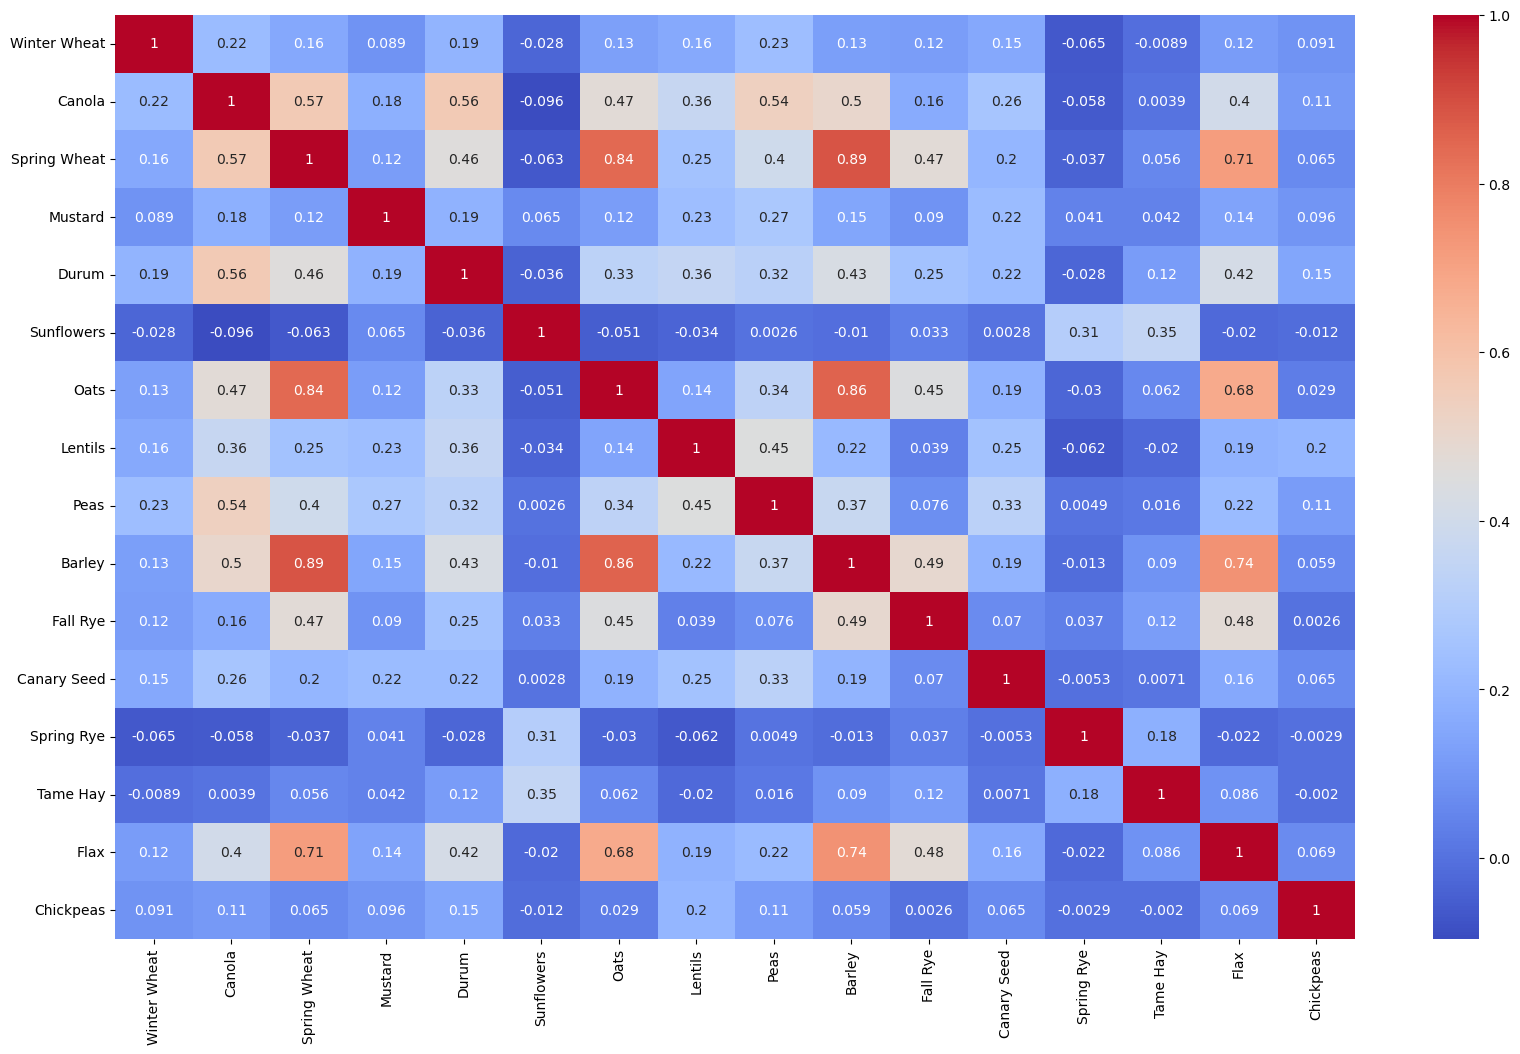 Winter Wheat 1 0.22 0.16 0.089 0.19 -0.028 0.13 0.16 0.23 0.13 0.12 0.15 -0.065 -0.0089 0.12 0.091
Canola 0.22 1 0.57 0.18 0.56 -0.096 0.47 0.36 0.54 0.5 0.16 0.26 -0.058 0.0039 0.4 0.11
Spring Wheat 0.16 0.57 1 0.12 0.46 -0.063 0.84 0.25 0.4 0.89 0.47 0.2 -0.037 0.056 0.71 0.065
Mustard 0.089 0.18 0.12 1 0.19 0.065 0.12 0.23 0.27 0.15 0.09 0.22 0.041 0.042 0.14 0.096
Durum 0.19 0.56 0.46 0.19 1 -0.036 0.33 0.36 0.32 0.43 0.25 0.22 -0.028 0.12 0.42 0.15
Sunflowers -0.028 -0.096 -0.063 0.065 -0.036 1 -0.051 -0.034 0.0026 -0.01 0.033 0.0028 0.31 0.35 -0.02 -0.012
Oats 0.13 0.47 0.84 0.12 0.33 -0.051 1 0.14 0.34 0.86 0.45 0.19 -0.03 0.062 0.68 0.029
Lentils 0.16 0.36 0.25 0.23 0.36 -0.034 0.14 1 0.45 0.22 0.039 0.25 -0.062 -0.02 0.19 0.2
Peas 0.23 0.54 0.4 0.27 0.32 0.0026 0.34 0.45 1 0.37 0.076 0.33 0.0049 0.016 0.22 0.11
Barley 0.13 0.5 0.89 0.15 0.43 -0.01 0.86 0.22 0.37 1 0.49 0.19 -0.013 0.09 0.74 0.059
Fall Rye 0.12 0.16 0.47 0.09 0.25 0.033 0.45 0.039 0.076 0.49 1 0.07 0.037 0.12 0.48 0.0026
Canary Seed 0.15 0.26 0.2 0.22 0.22 0.0028 0.19 0.25 0.33 0.19 0.07 1 -0.0053 0.0071 0.16 0.065
Spring Rye -0.065 -0.058 -0.037 0.041 -0.028 0.31 -0.03 -0.062 0.0049 -0.013 0.037 -0.0053 1 0.18 -0.022 -0.0029
Tame Hay -0.0089 0.0039 0.056 0.042 0.12 0.35 0.062 -0.02 0.016 0.09 0.12 0.0071 0.18 1 0.086 -0.002
Flax 0.12 0.4 0.71 0.14 0.42 -0.02 0.68 0.19 0.22 0.74 0.48 0.16 -0.022 0.086 1 0.069
Chickpeas 0.091 0.11 0.065 0.096 0.15 -0.012 0.029 0.2 0.11 0.059 0.0026 0.065 -0.0029 -0.002 0.069 1
Winter Wheat
Canola
Spring Wheat
Mustard
Durum
Sunflowers
Oats
Lentils
Peas
Barley
Fall Rye
Canary Seed
Spring Rye
Tame Hay
Flax
Chickpeas
1.0
0.8
0.6
0.4
0.2
0.0